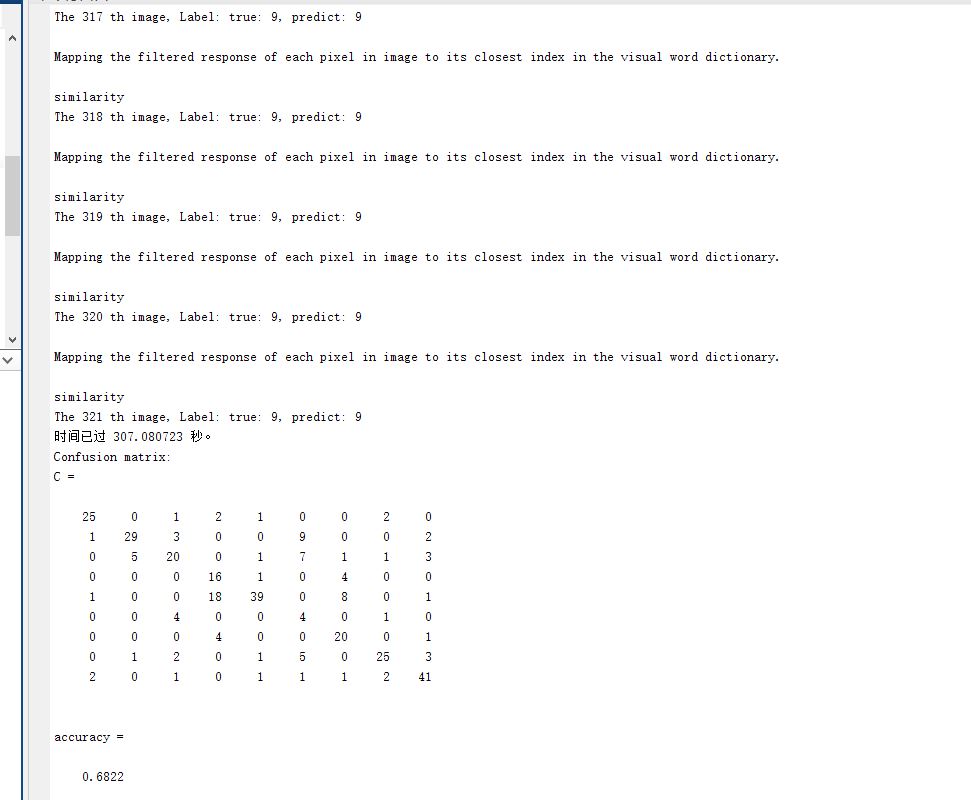 The 317 th image, Label: true: 9, predict: 9
Mapping the filtered response of each pixel in image to its closest index in the visual word dictionary.
similarity
The 318 th image, Label: true: 9, predict: 9
Mapping the filtered response of each pixel in image to its closest index in the visual word dictionary.
similarity
The 319 th image, Label: true: 9, predict: 9
Mapping the filtered response of each pixel in image to its closest index in the visual word dictionary.
similarity
The 320 th image, Label: true: 9, predict: 9
Mapping the filtered response of each pixel in image to its closest index in the visual word dictionary.
similarity
The 321 th image, Label: true: 9, predict: 9
时间已过 307.080723 秒。
Confusion matrix:
C =
25 0 1 2 1 0 0 2 0
1 29 3 0 0 9 0 0 2
0 5 20 0 1 7 1 1 3
0 0 0 16 1 0 4 0 0
1 0 0 18 39 0 8 0 1
0 0 4 0 0 4 0 1 0
0 0 0 4 0 0 20 0 1
0 1 2 0 1 5 0 25 3
2 0 1 0 1 1 1 2 41
accuracy =
0.6822